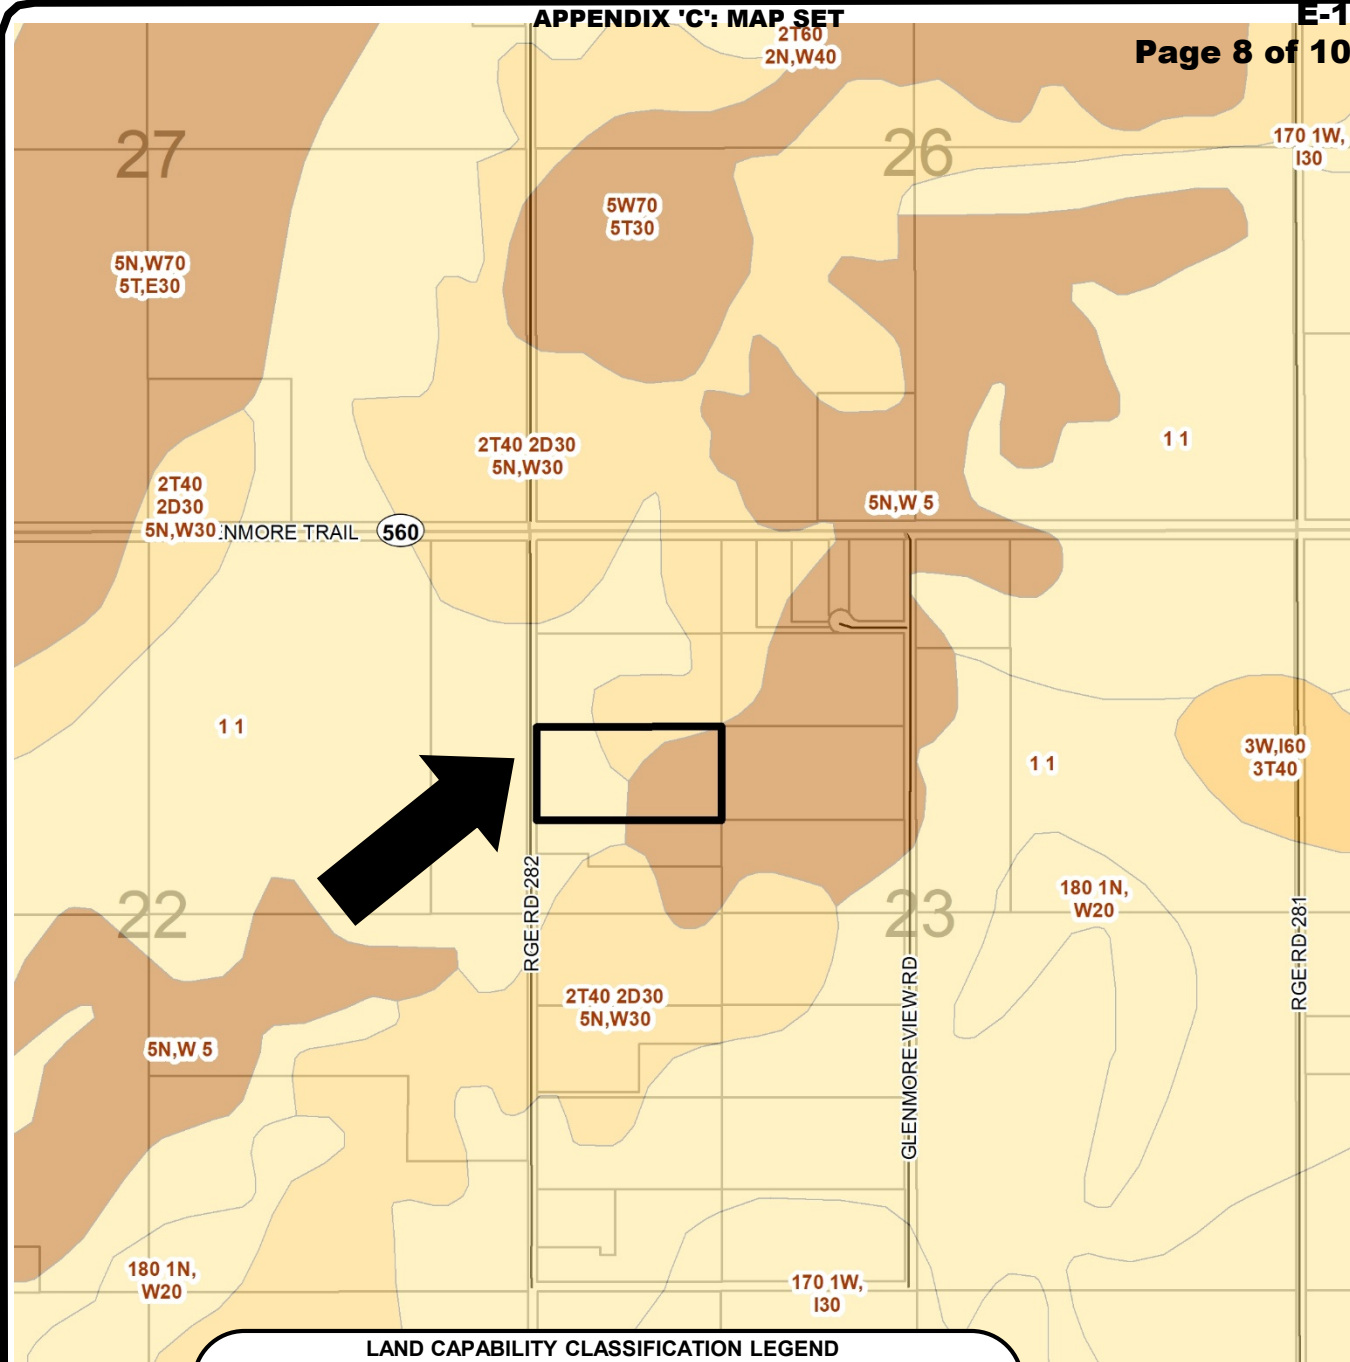 APPENDIX 'C': MAP SET
E-1
Page 8 of 10
2T60
2N,W40
27
26
170 1W,
I30
5W70
5T30
5N,W70
5T,E30
1 1
2T40 2D30
5N,W30
2T40
2D30
5N,W30
5N,W 5
ENMORE TRAIL
560
1 1
1 1
3W,I60
3T40
RGE RD 282
22
23
180 1N,
W20
RGE RD 281
GLENMORE VIEW RD
2T40 2D30
5N,W30
5N,W 5
180 1N,
W20
170 1W,
I30
LAND CAPABILITY CLASSIFICATION LEGEND